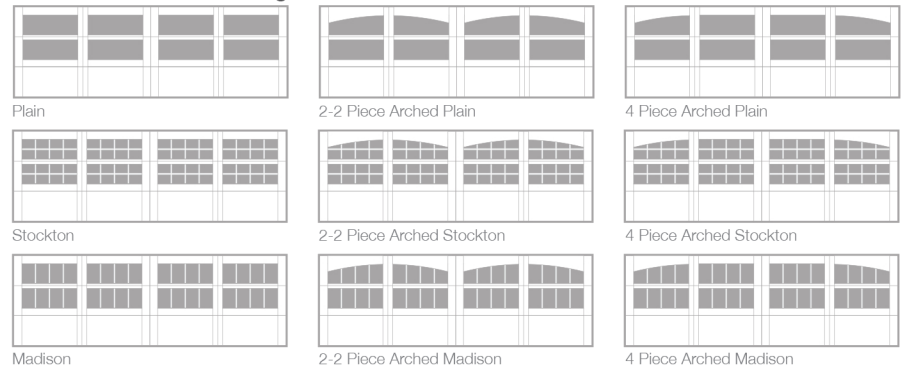 Plain
2-2 Piece Arched Plain
4 Piece Arched Plain
Stockton
2-2 Piece Arched Stockton
4 Piece Arched Stockton
Madison
2-2 Piece Arched Madison
4 Piece Arched Madison